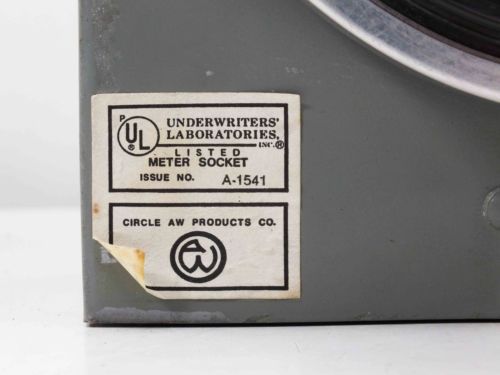 P
UL
®
UNDERWRITERS'
LABORATORIES,
INC.®
LISTED
METER SOCKET
ISSUE NO. A-1541
CIRCLE AW PRODUCTS CO.
AW